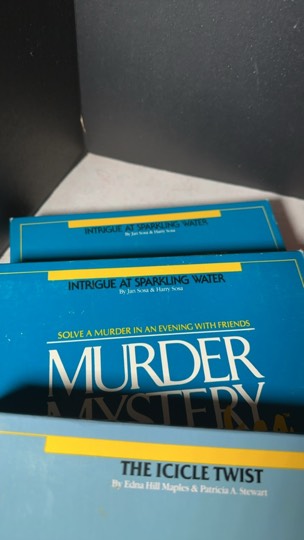 INTRIGUE AT SPARKLING WATER
By Jan Sosa & Harry Sosa
INTRIGUE AT SPARKLING WATER
By Jan Sosa & Harry Sosa
SOLVE A MURDER IN AN EVENING WITH FRIENDS
MURDER
MYSTERY
THE ICICLE TWIST
By Edna Hill Maples & Patricia A. Stewart